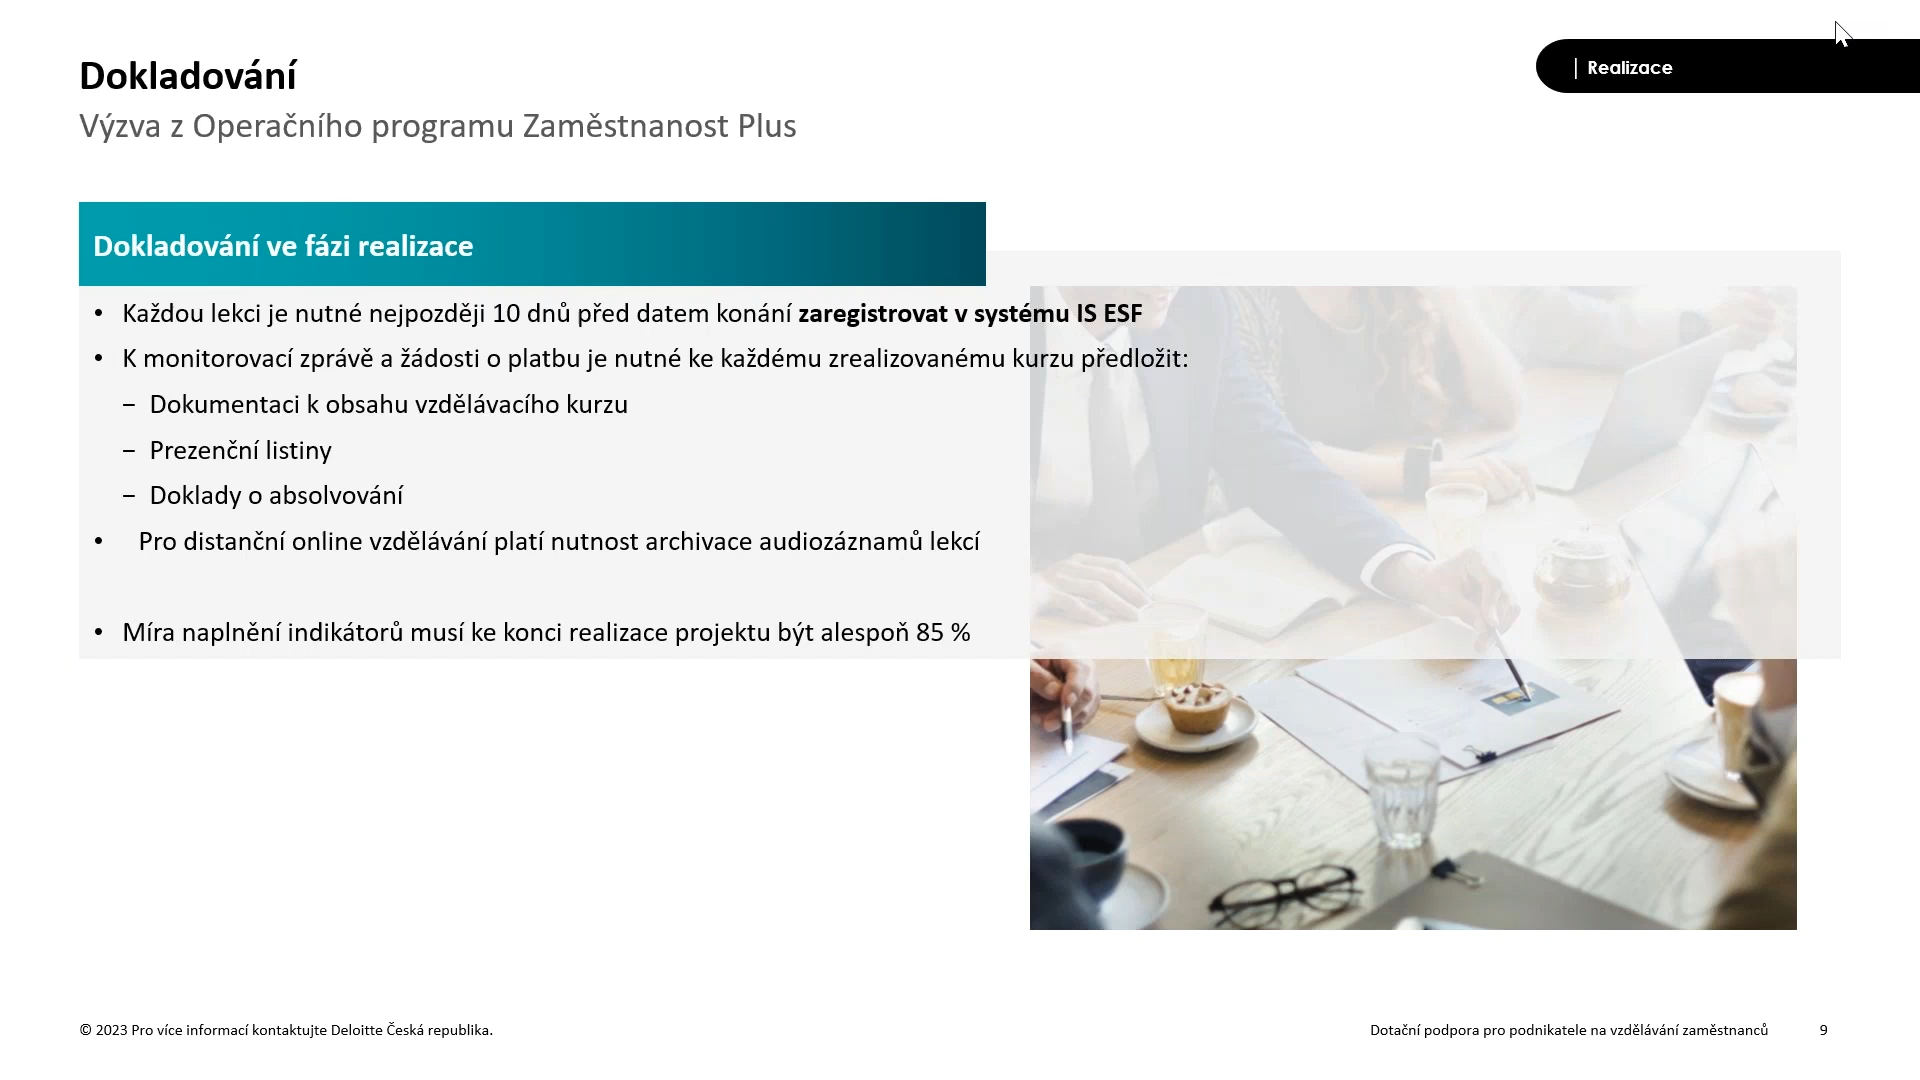 Dokladování
Výzva z Operačního programu Zaměstnanost Plus
| Realizace
Dokladování ve fázi realizace
• Každou lekci je nutné nejpozději 10 dnů před datem konání zaregistrovat v systému IS ESF
• K monitorovací zprávě a žádosti o platbu je nutné ke každému zrealizovanému kurzu předložit:
– Dokumentaci k obsahu vzdělávacího kurzu
– Prezenční listiny
– Doklady o absolvování
• Pro distanční online vzdělávání platí nutnost archivace audiozáznamů lekcí
• Míra naplnění indikátorů musí ke konci realizace projektu být alespoň 85 %
© 2023 Pro více informací kontaktujte Deloitte Česká republika.
Dotační podpora pro podnikatele na vzdělávání zaměstnanců 9